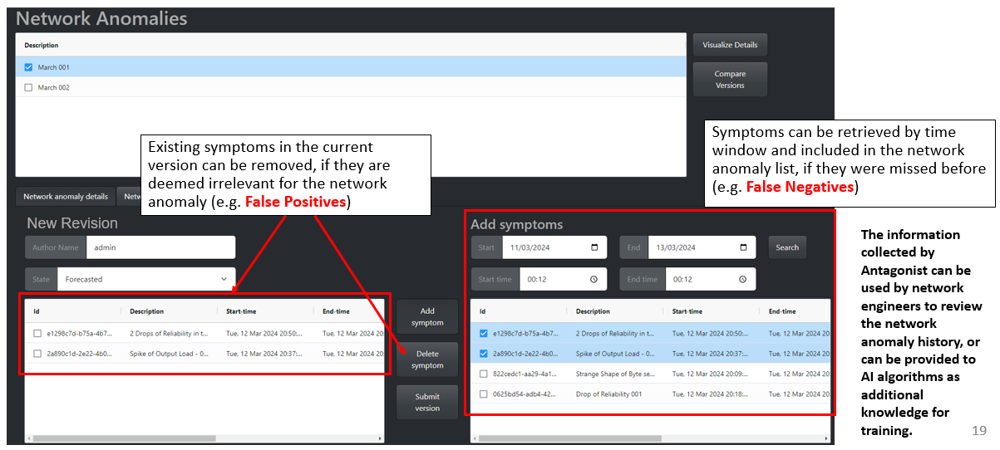 Network Anomalies
Description
March 001
March 002
Visualize Details
Compare
Versions
Existing symptoms in the current
version can be removed, if they are
deemed irrelevant for the network
anomaly (e.g. False Positives)
Symptoms can be retrieved by time
window and included in the network
anomaly list, if they were missed before
(e.g. False Negatives)
Network anomaly details
New Revision
Author Name admin
State Forecasted
Id Description Start-time End-time
e1298c7d-b75a-4b7... 2 Drops of Reliability in t... Tue, 12 Mar 2024 20:50:... Tue, 12 Mar 2024 20
2a890c1d-2e22-4b0... Spike of Output Load - 0... Tue, 12 Mar 2024 20:37:... Tue, 12 Mar 2024 20
Add
symptom
Delete
symptom
Submit
version
Add symptoms
Start 11/03/2024 End 13/03/2024 Search
Start time 00:12 End time 00:12
Id Description Start-time End-time
e1298c7d-b75a-4b7... 2 Drops of Reliability in t... Tue, 12 Mar 2024 20:50:... Tue, 12 Mar 2024 20:
2a890c1d-2e22-4b0... Spike of Output Load - 0... Tue, 12 Mar 2024 20:37:... Tue, 12 Mar 2024 20:
822cedc1-aa29-4a1... Strange Shape of Byte se... Tue, 12 Mar 2024 20:09:... Tue, 12 Mar 2024 20:
0625bd54-adb4-42... Drop of Reliability 001 Tue, 12 Mar 2024 20:18:... Tue, 12 Mar 2024 20:
The information
collected by
Antagonist can be
used by network
engineers to review
the network
anomaly history, or
can be provided to
AI algorithms as
additional
knowledge for
training.
19